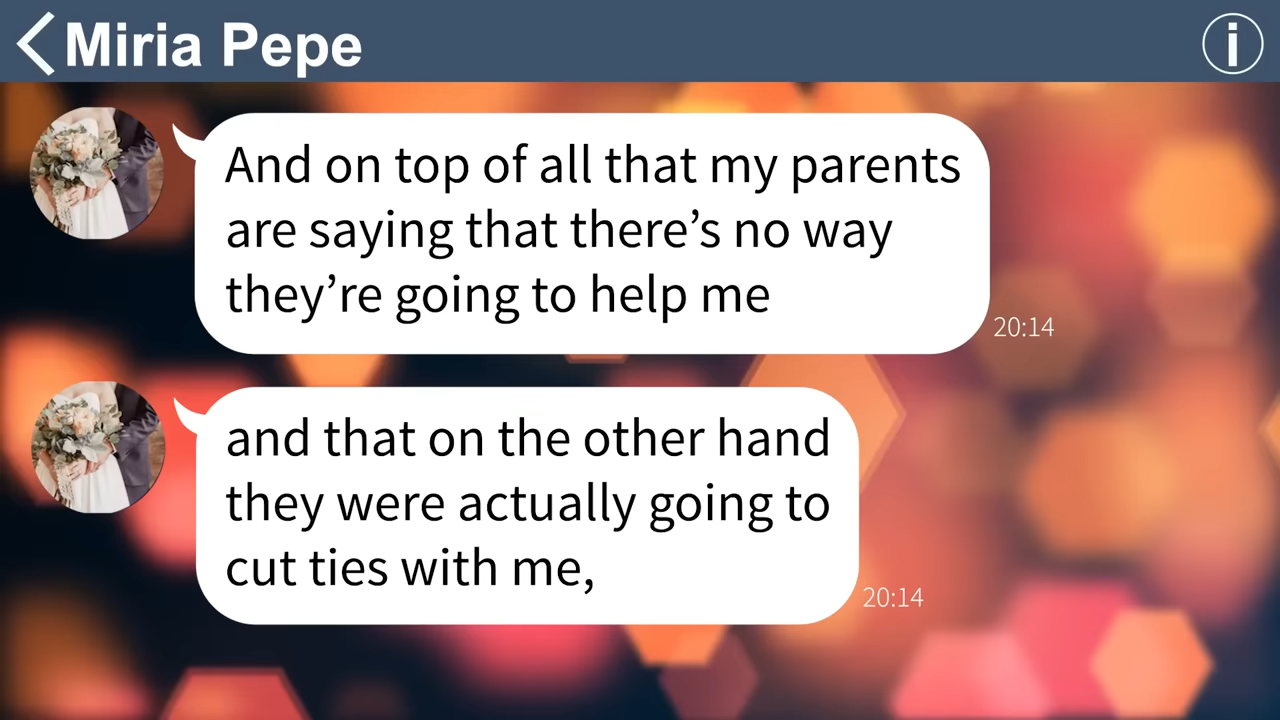 Miria Pepe
And on top of all that my parents
are saying that there’s no way
they’re going to help me
20:14
and that on the other hand
they were actually going to
cut ties with me,
20:14